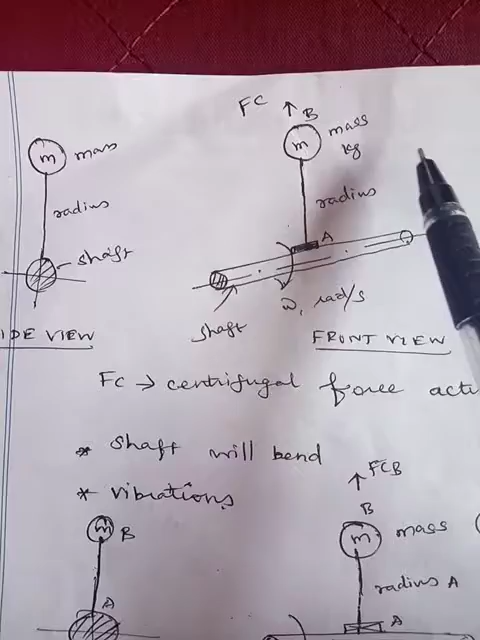 FC
B
m mass
m mass
kg
radius
radius
A
shaft
ω, rad/s
shaft
IDE VIEW
FRONT VIEW
Fc → centrifugal force acti
* shaft will bend
* vibrations
FCB
B
m B
m mass
radius A
A
A